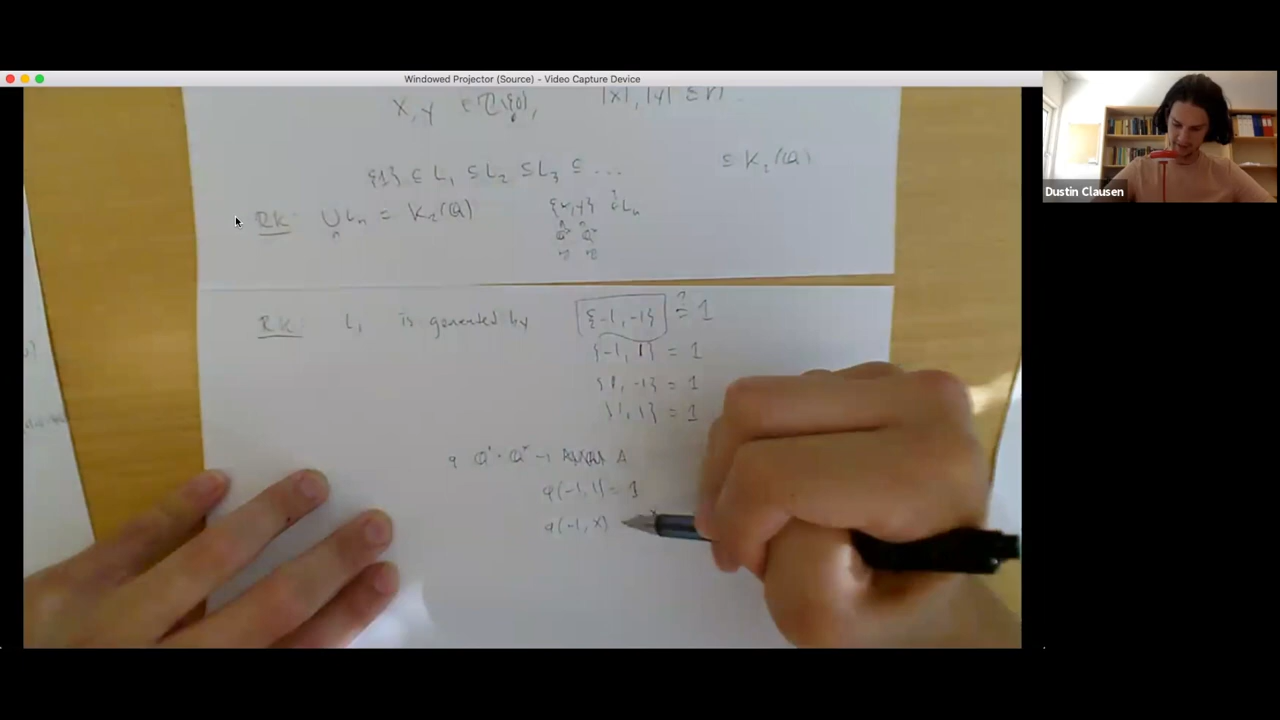 Windowed Projector (Source) - Video Capture Device
x, y ∈ ℤ\{0}, |x|, |y| ≤ n
{1} ⊆ L₁ ⊆ L₂ ⊆ L₃ ⊆ ... ⊆ K₂(ℚ)
Dustin Clausen
RK ⋃ₙ Lₙ = K₂(ℚ) {x,y} Lₙ
RK L₁ is generated by {-1,-1} ?= 1
{-1, 1} = 1
{1, -1} = 1
{1, 1} = 1
φ ℚˣ · ℚˣ → A
φ(-1, 1) = 1
φ(-1, x)